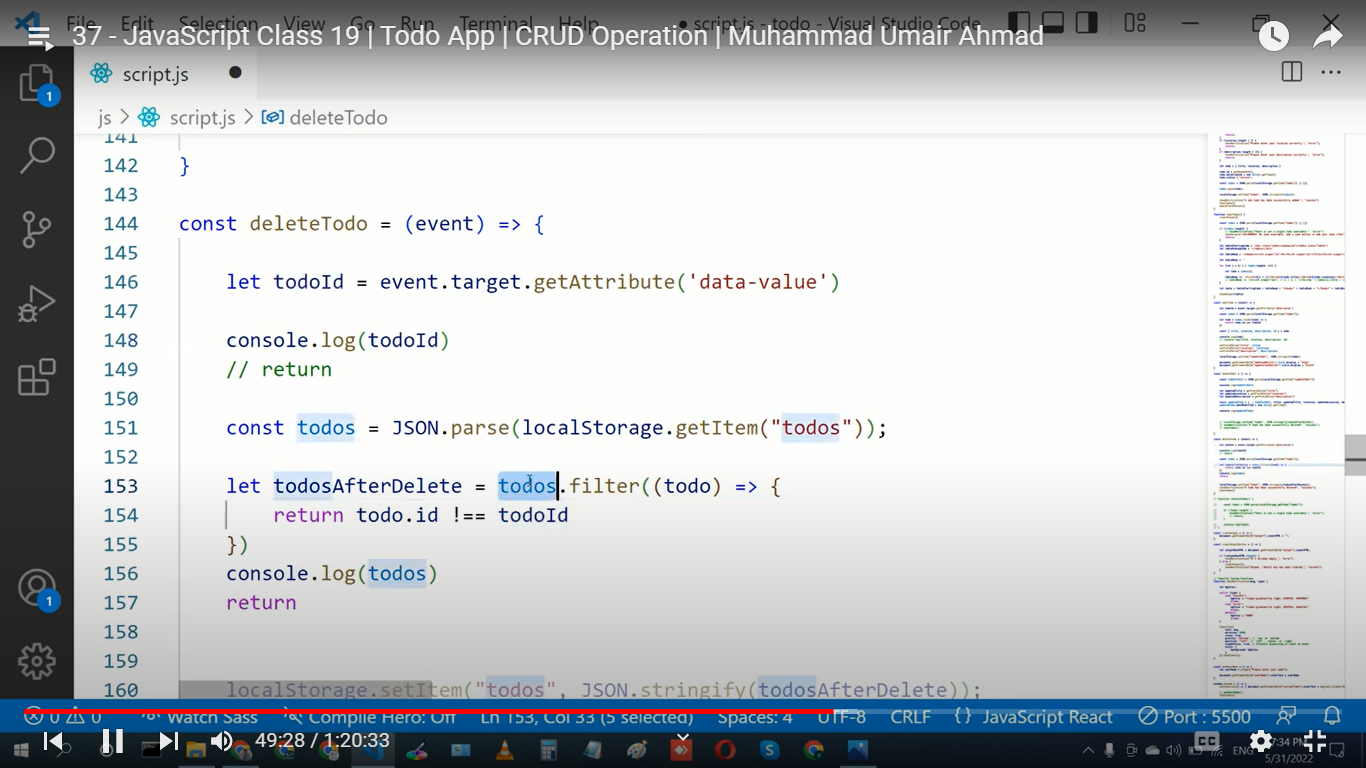 File Edit Selection View Go Run Terminal Help ● script.js - todo - Visual Studio Code
37 - JavaScript Class 19 | Todo App | CRUD Operation | Muhammad Umair Ahmad
script.js
js > script.js > deleteTodo
141
142 }
143
144 const deleteTodo = (event) => {
145
146 let todoId = event.target.getAttribute('data-value')
147
148 console.log(todoId)
149 // return
150
151 const todos = JSON.parse(localStorage.getItem("todos"));
152
153 let todosAfterDelete = todos.filter((todo) => {
154 return todo.id !== todoId
155 })
156 console.log(todos)
157 return
158
159
160 localStorage.setItem("todos", JSON.stringify(todosAfterDelete));
1
1
0 0 Watch Sass Compile Hero: Off Ln 153, Col 33 (5 selected) Spaces: 4 UTF-8 CRLF {} JavaScript React Port : 5500
49:28 / 1:20:33
CC
ENG
7:34 PM
5/31/2022